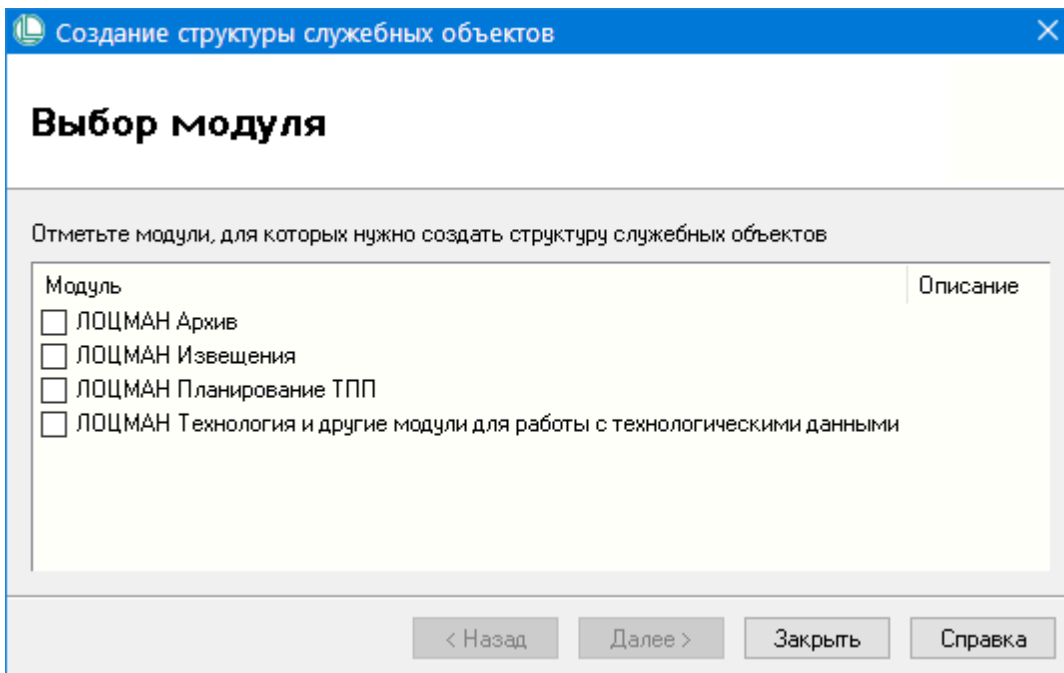 Создание структуры служебных объектов
Выбор модуля
Отметьте модули, для которых нужно создать структуру служебных объектов
Модуль Описание
ЛОЦМАН Архив
ЛОЦМАН Извещения
ЛОЦМАН Планирование ТПП
ЛОЦМАН Технология и другие модули для работы с технологическими данными
< Назад Далее > Закрыть Справка